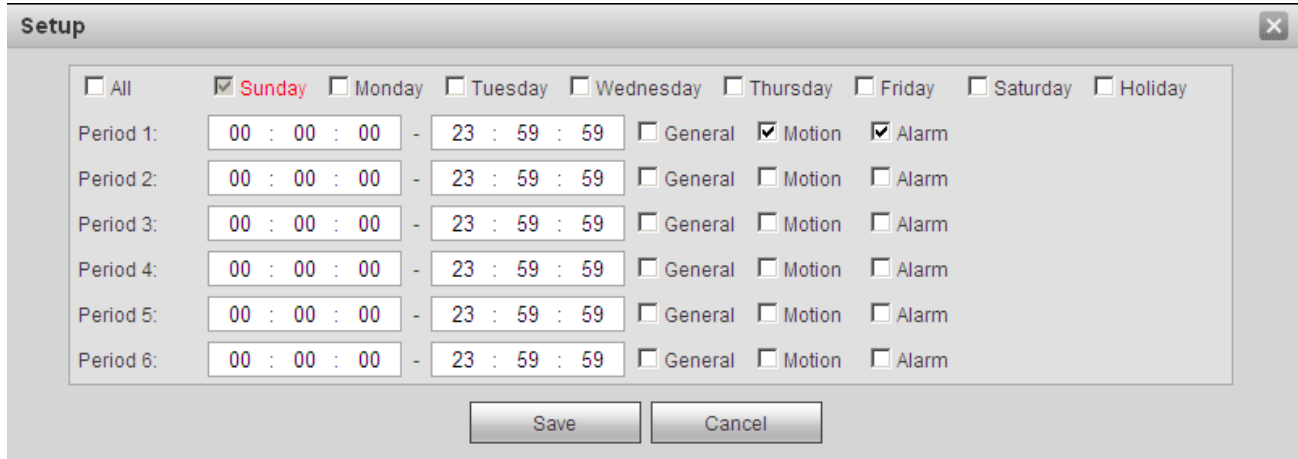 Setup
All Sunday Monday Tuesday Wednesday Thursday Friday Saturday Holiday
Period 1: 00 : 00 : 00 - 23 : 59 : 59 General Motion Alarm
Period 2: 00 : 00 : 00 - 23 : 59 : 59 General Motion Alarm
Period 3: 00 : 00 : 00 - 23 : 59 : 59 General Motion Alarm
Period 4: 00 : 00 : 00 - 23 : 59 : 59 General Motion Alarm
Period 5: 00 : 00 : 00 - 23 : 59 : 59 General Motion Alarm
Period 6: 00 : 00 : 00 - 23 : 59 : 59 General Motion Alarm
Save Cancel